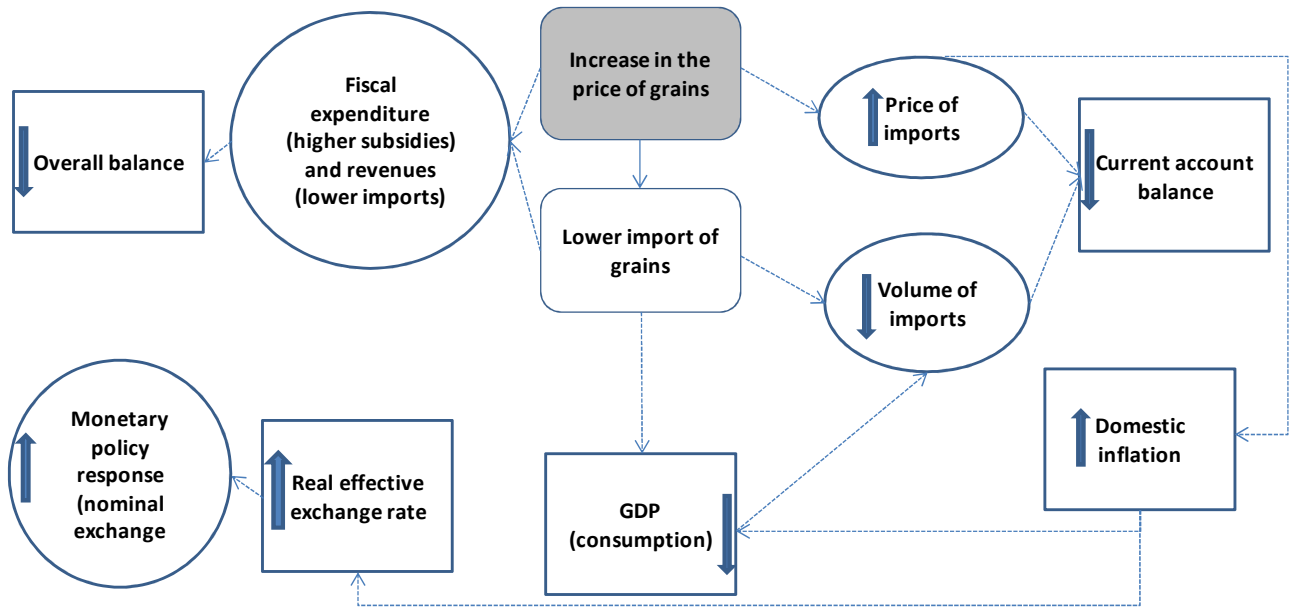 Increase in the
price of grains
Fiscal
expenditure
(higher subsidies)
and revenues
(lower imports)
Overall balance
Price of
imports
Current account
balance
Lower import of
grains
Volume of
imports
Monetary
policy
response
(nominal
exchange
Real effective
exchange rate
GDP
(consumption)
Domestic
inflation